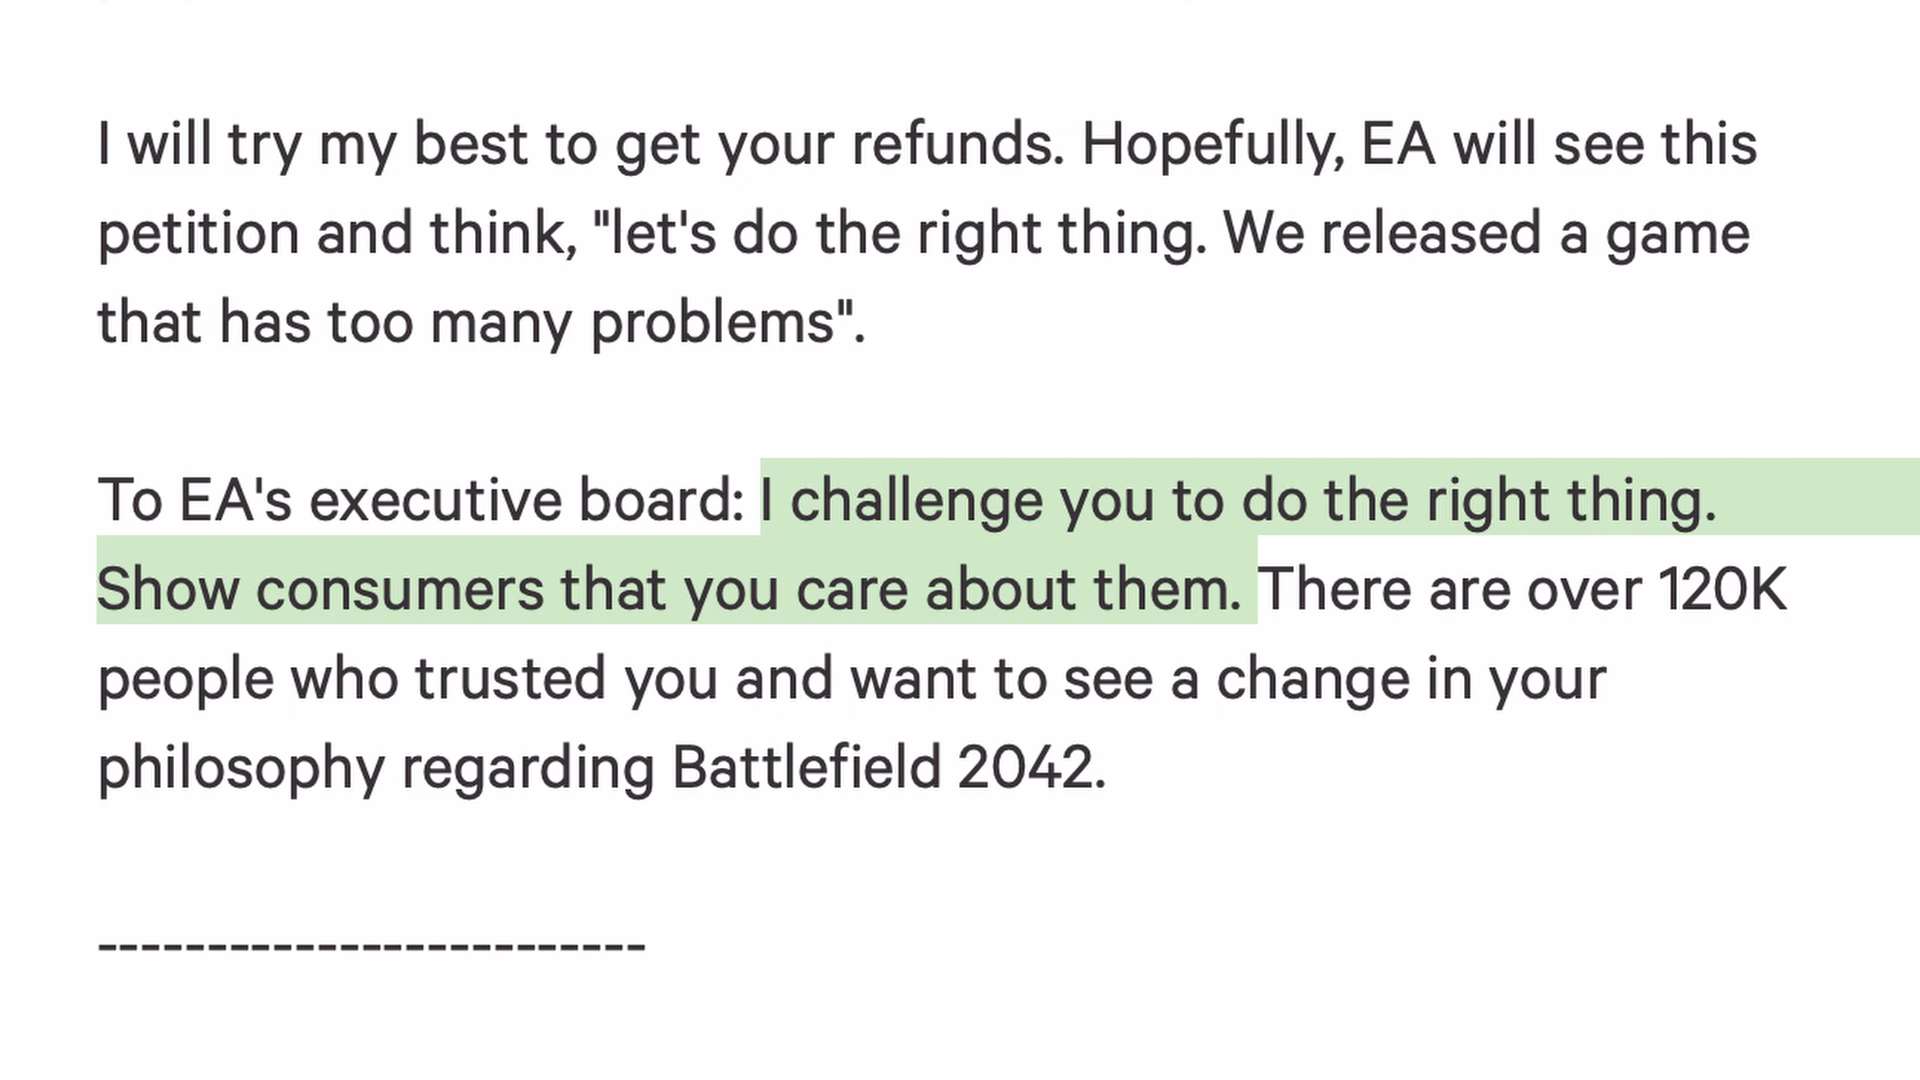 I will try my best to get your refunds. Hopefully, EA will see this
petition and think, "let's do the right thing. We released a game
that has too many problems".
To EA's executive board: I challenge you to do the right thing.
Show consumers that you care about them. There are over 120K
people who trusted you and want to see a change in your
philosophy regarding Battlefield 2042.
-------------------------